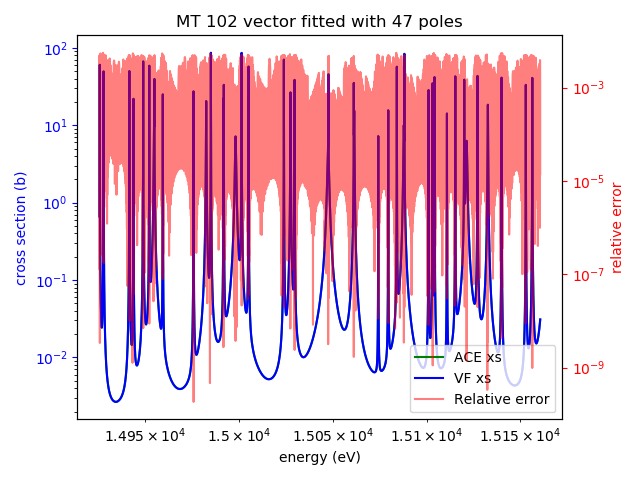 MT 102 vector fitted with 47 poles
10²
10¹
10⁰
10⁻¹
10⁻²
cross section (b)
10⁻³
10⁻⁵
10⁻⁷
10⁻⁹
relative error
ACE xs
VF xs
Relative error
1.495 × 10⁴
1.5 × 10⁴
1.505 × 10⁴
1.51 × 10⁴
1.515 × 10⁴
energy (eV)